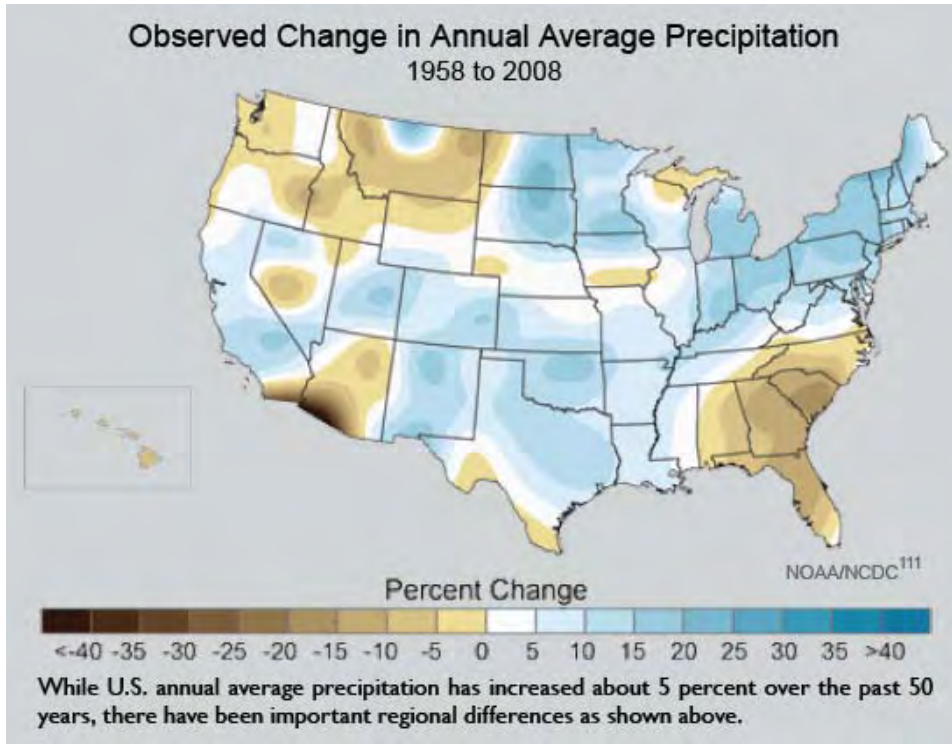 Observed Change in Annual Average Precipitation
1958 to 2008
NOAA/NCDC111
Percent Change
<-40 -35 -30 -25 -20 -15 -10 -5 0 5 10 15 20 25 30 35 >40
While U.S. annual average precipitation has increased about 5 percent over the past 50
years, there have been important regional differences as shown above.